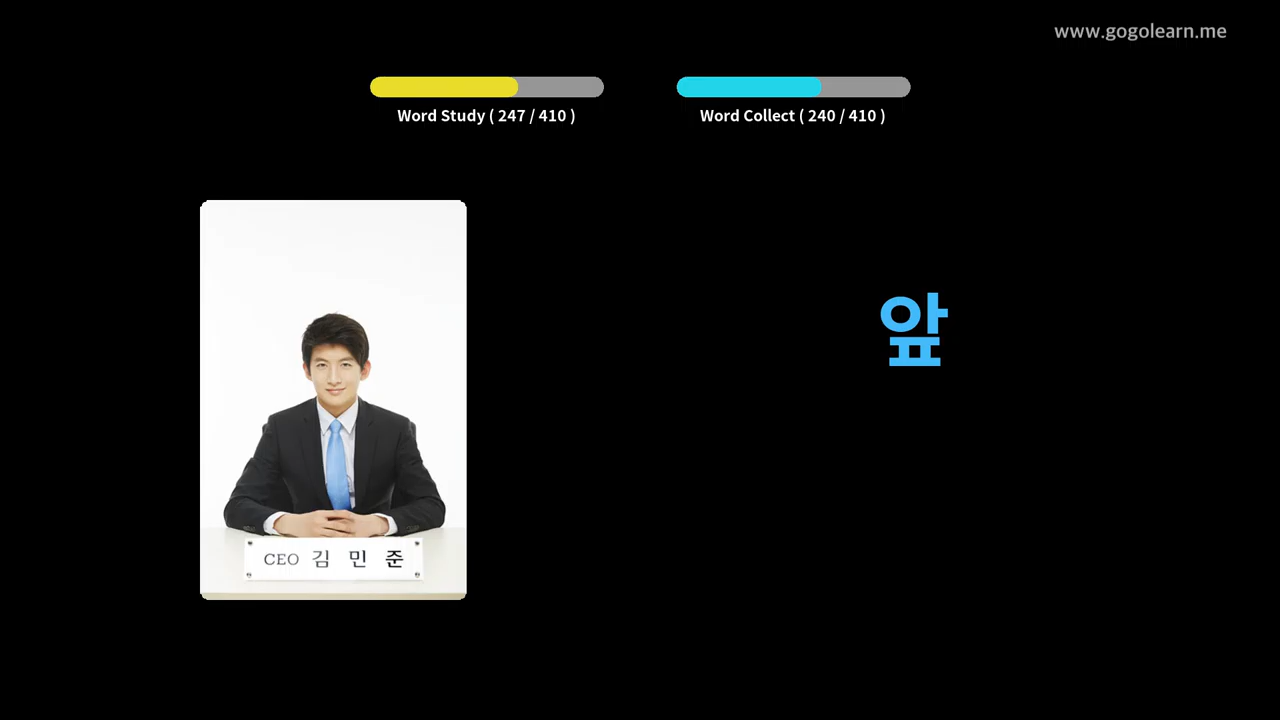 www.gogolearn.me
Word Study ( 247 / 410 )
Word Collect ( 240 / 410 )
앞
CEO 김 민 준